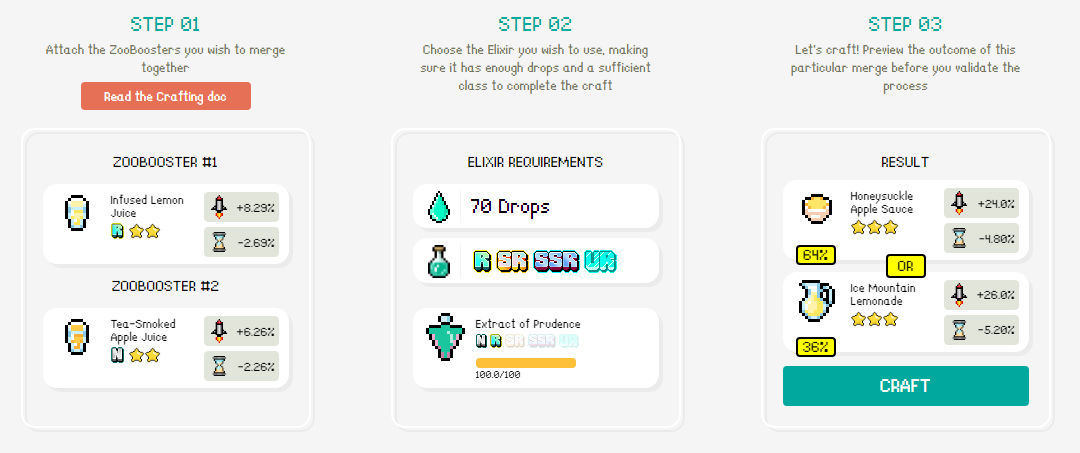 STEP 01
Attach the ZooBoosters you wish to merge
together
Read the Crafting doc
ZOOBOOSTER #1
Infused Lemon
Juice
R
+8.29%
-2.69%
ZOOBOOSTER #2
Tea-Smoked
Apple Juice
N
+6.26%
-2.26%
STEP 02
Choose the Elixir you wish to use, making
sure it has enough drops and a sufficient
class to complete the craft
ELIXIR REQUIREMENTS
70 Drops
R SR SSR UR
Extract of Prudence
N R SR SSR UR
100.0/100
STEP 03
Let's craft! Preview the outcome of this
particular merge before you validate the
process
RESULT
Honeysuckle
Apple Sauce
+24.0%
-4.80%
64%
OR
Ice Mountain
Lemonade
+26.0%
-5.20%
36%
CRAFT